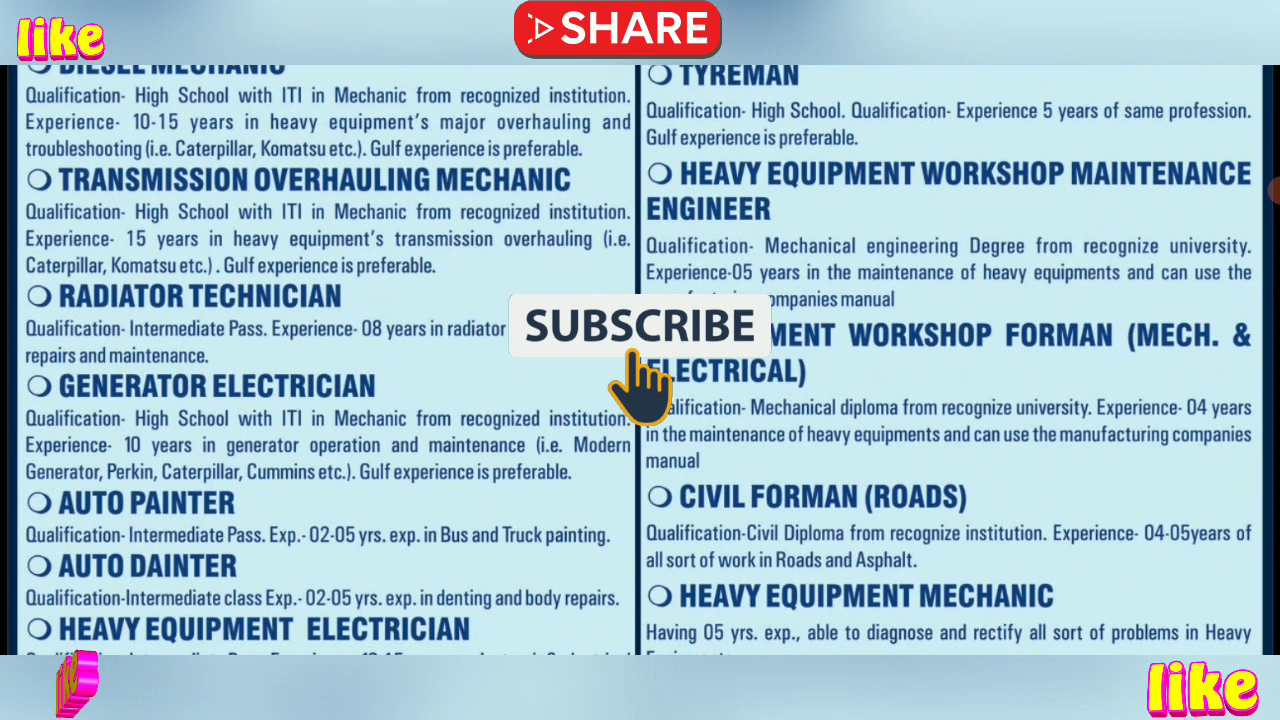 like
SHARE
DIESEL MECHANIC
Qualification- High School with ITI in Mechanic from recognized institution.
Experience- 10-15 years in heavy equipment's major overhauling and
troubleshooting (i.e. Caterpillar, Komatsu etc.). Gulf experience is preferable.
TRANSMISSION OVERHAULING MECHANIC
Qualification- High School with ITI in Mechanic from recognized institution.
Experience- 15 years in heavy equipment's transmission overhauling (i.e.
Caterpillar, Komatsu etc.) . Gulf experience is preferable.
RADIATOR TECHNICIAN
Qualification- Intermediate Pass. Experience- 08 years in radiator
repairs and maintenance.
GENERATOR ELECTRICIAN
Qualification- High School with ITI in Mechanic from recognized institution.
Experience- 10 years in generator operation and maintenance (i.e. Modern
Generator, Perkin, Caterpillar, Cummins etc.). Gulf experience is preferable.
AUTO PAINTER
Qualification- Intermediate Pass. Exp.- 02-05 yrs. exp. in Bus and Truck painting.
AUTO DAINTER
Qualification-Intermediate class Exp.- 02-05 yrs. exp. in denting and body repairs.
HEAVY EQUIPMENT ELECTRICIAN
TYREMAN
Qualification- High School. Qualification- Experience 5 years of same profession.
Gulf experience is preferable.
HEAVY EQUIPMENT WORKSHOP MAINTENANCE
ENGINEER
Qualification- Mechanical engineering Degree from recognize university.
Experience-05 years in the maintenance of heavy equipments and can use the
companies manual
WORKSHOP FORMAN (MECH. &
ELECTRICAL)
Mechanical diploma from recognize university. Experience- 04 years
in the maintenance of heavy equipments and can use the manufacturing companies
manual
CIVIL FORMAN (ROADS)
Qualification-Civil Diploma from recognize institution. Experience- 04-05years of
all sort of work in Roads and Asphalt.
HEAVY EQUIPMENT MECHANIC
Having 05 yrs. exp., able to diagnose and rectify all sort of problems in Heavy
SUBSCRIBE
like
like